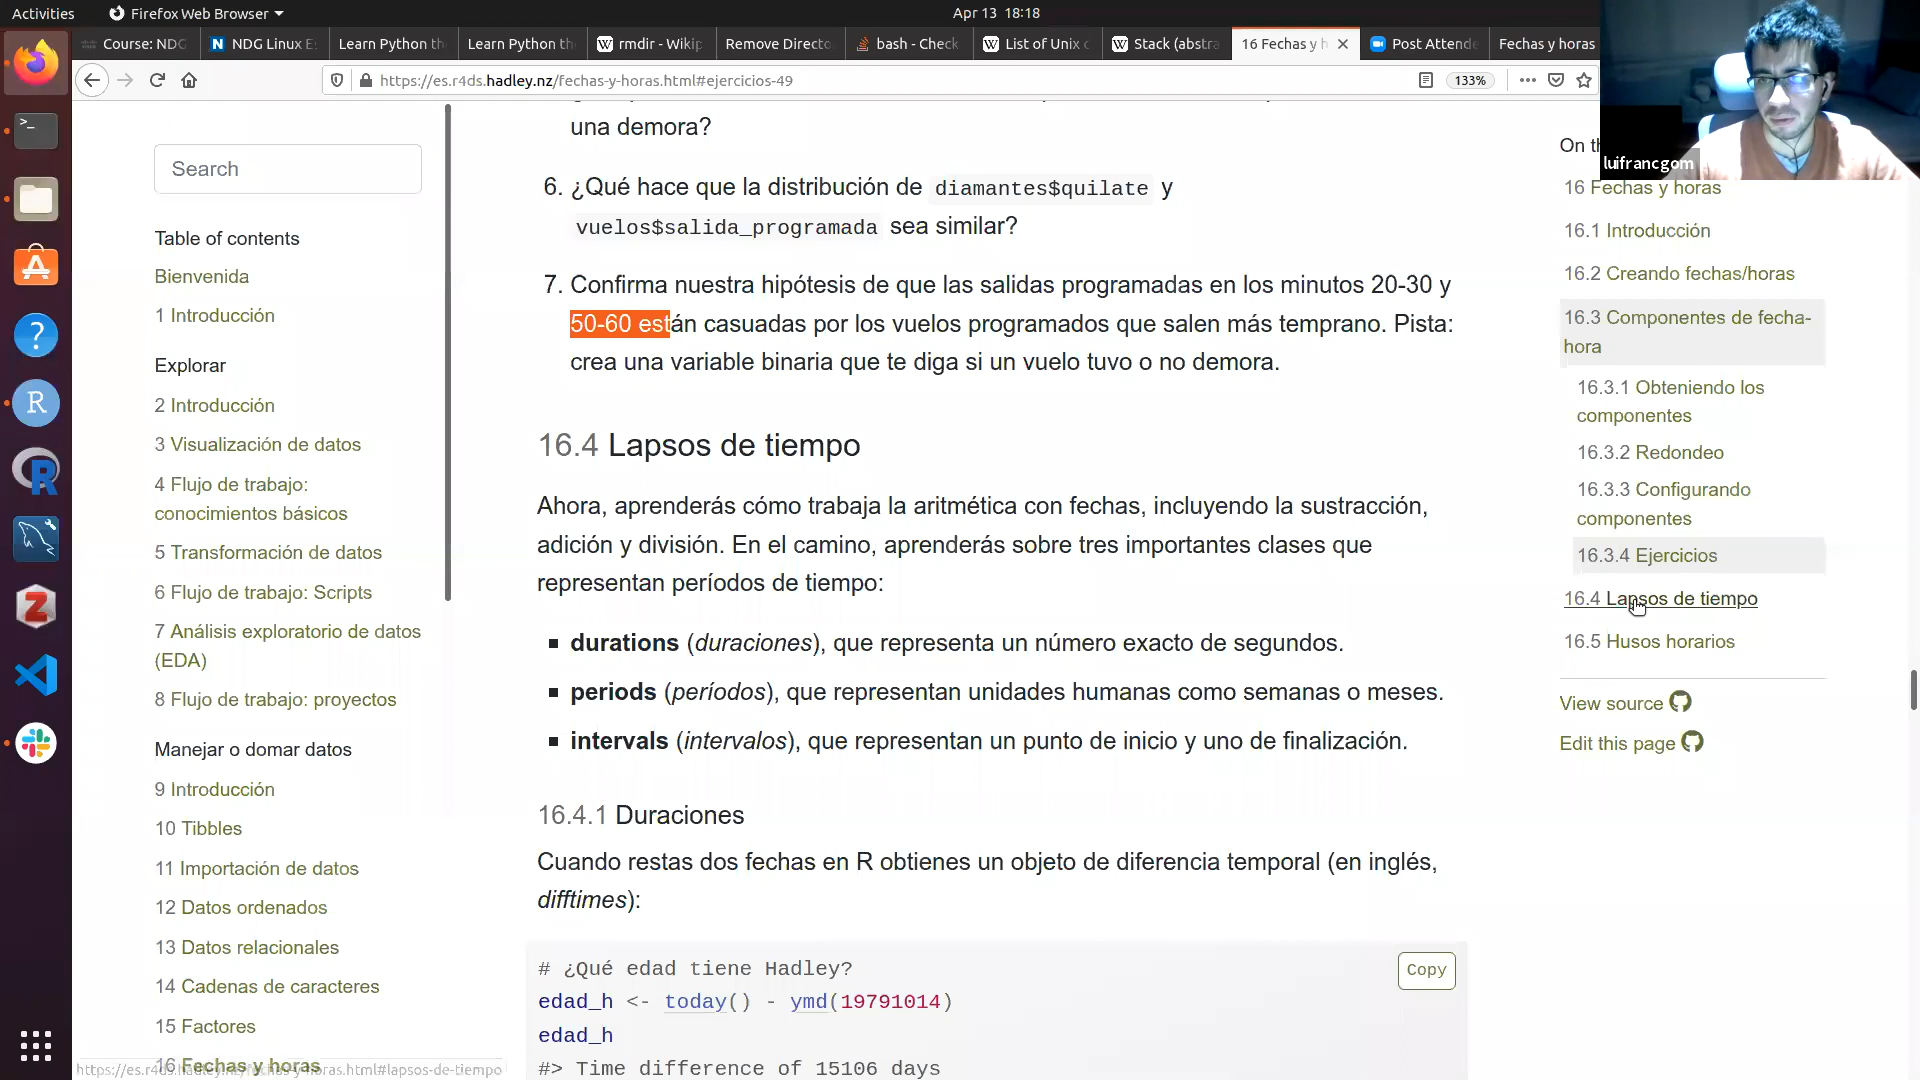 Activities
Firefox Web Browser
Apr 13 18:18
Course: NDG
NDG Linux Es
Learn Python th
Learn Python th
rmdir - Wikip
Remove Directo
bash - Check
List of Unix c
Stack (abstra
16 Fechas y h
Post Attende
Fechas y horas
https://es.r4ds.hadley.nz/fechas-y-horas.html#ejercicios-49
133%
luifrancgom
Search
Table of contents
Bienvenida
1 Introducción
Explorar
2 Introducción
3 Visualización de datos
4 Flujo de trabajo:
conocimientos básicos
5 Transformación de datos
6 Flujo de trabajo: Scripts
7 Análisis exploratorio de datos
(EDA)
8 Flujo de trabajo: proyectos
Manejar o domar datos
9 Introducción
10 Tibbles
11 Importación de datos
12 Datos ordenados
13 Datos relacionales
14 Cadenas de caracteres
15 Factores
16 Fechas y horas
https://es.r4ds.hadley.nz/fechas-y-horas.html#lapsos-de-tiempo
una demora?
6. ¿Qué hace que la distribución de diamantes$quilate y
vuelos$salida_programada sea similar?
7. Confirma nuestra hipótesis de que las salidas programadas en los minutos 20-30 y
50-60 están casuadas por los vuelos programados que salen más temprano. Pista:
crea una variable binaria que te diga si un vuelo tuvo o no demora.
16.4 Lapsos de tiempo
Ahora, aprenderás cómo trabaja la aritmética con fechas, incluyendo la sustracción,
adición y división. En el camino, aprenderás sobre tres importantes clases que
representan períodos de tiempo:
durations (duraciones), que representa un número exacto de segundos.
periods (períodos), que representan unidades humanas como semanas o meses.
intervals (intervalos), que representan un punto de inicio y uno de finalización.
16.4.1 Duraciones
Cuando restas dos fechas en R obtienes un objeto de diferencia temporal (en inglés,
difftimes):
# ¿Qué edad tiene Hadley?
Copy
edad_h <- today() - ymd(19791014)
edad_h
#> Time difference of 15106 days
On th
16 Fechas y horas
16.1 Introducción
16.2 Creando fechas/horas
16.3 Componentes de fecha-
hora
16.3.1 Obteniendo los
componentes
16.3.2 Redondeo
16.3.3 Configurando
componentes
16.3.4 Ejercicios
16.4 Lapsos de tiempo
16.5 Husos horarios
View source
Edit this page